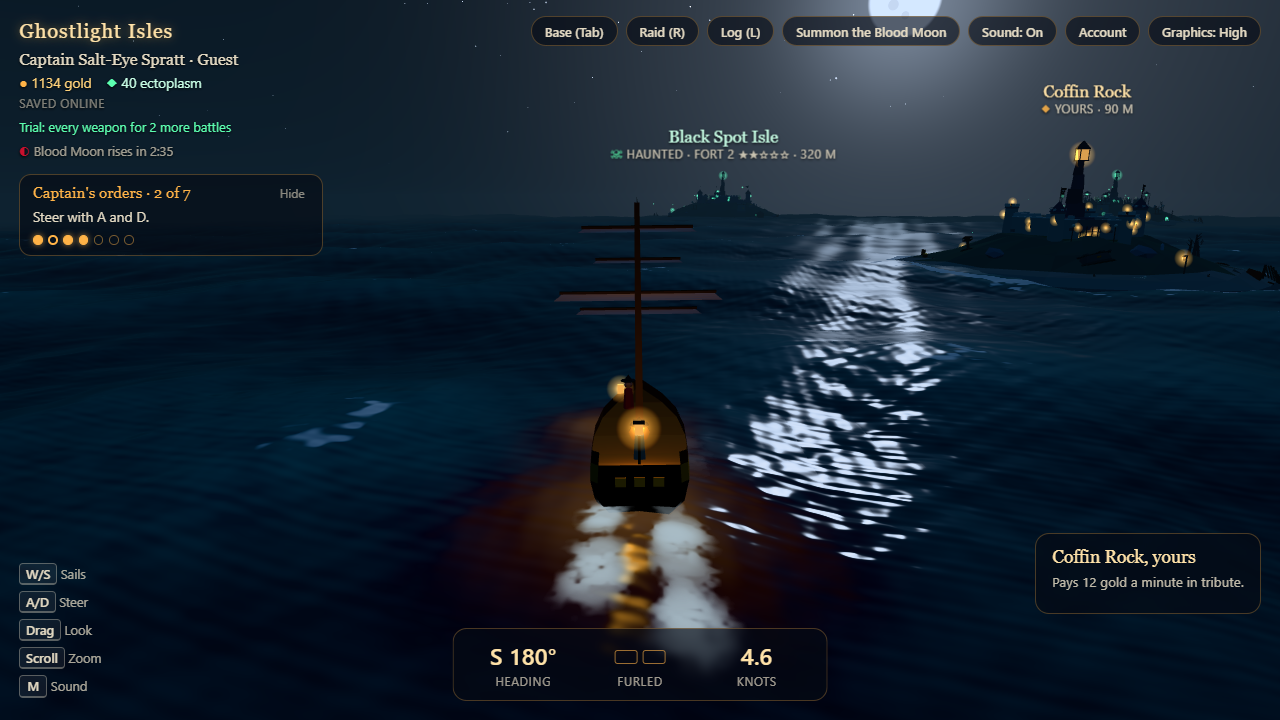 Ghostlight Isles
Captain Salt-Eye Spratt · Guest
1134 gold 40 ectoplasm
SAVED ONLINE
Trial: every weapon for 2 more battles
Blood Moon rises in 2:35
Captain's orders · 2 of 7 Hide
Steer with A and D.
Base (Tab) Raid (R) Log (L) Summon the Blood Moon Sound: On Account Graphics: High
Coffin Rock
YOURS · 90 M
Black Spot Isle
HAUNTED · FORT 2 ★★☆☆☆ · 320 M
W/S Sails
A/D Steer
Drag Look
Scroll Zoom
M Sound
S 180° 4.6
HEADING FURLED KNOTS
Coffin Rock, yours
Pays 12 gold a minute in tribute.